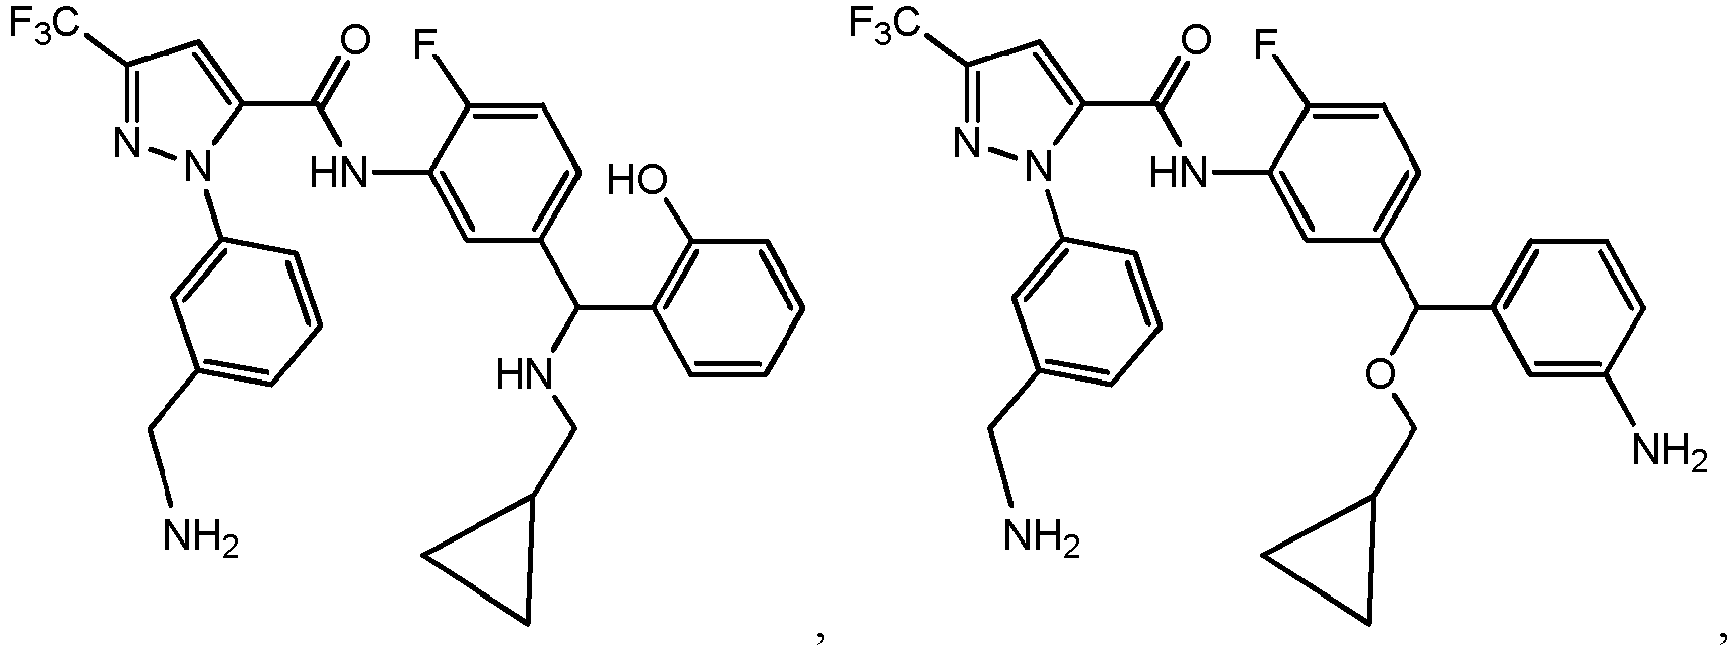 F3C O F F3C O F
N N HN HO N N HN
HN O
NH2
NH2 NH2
, ,